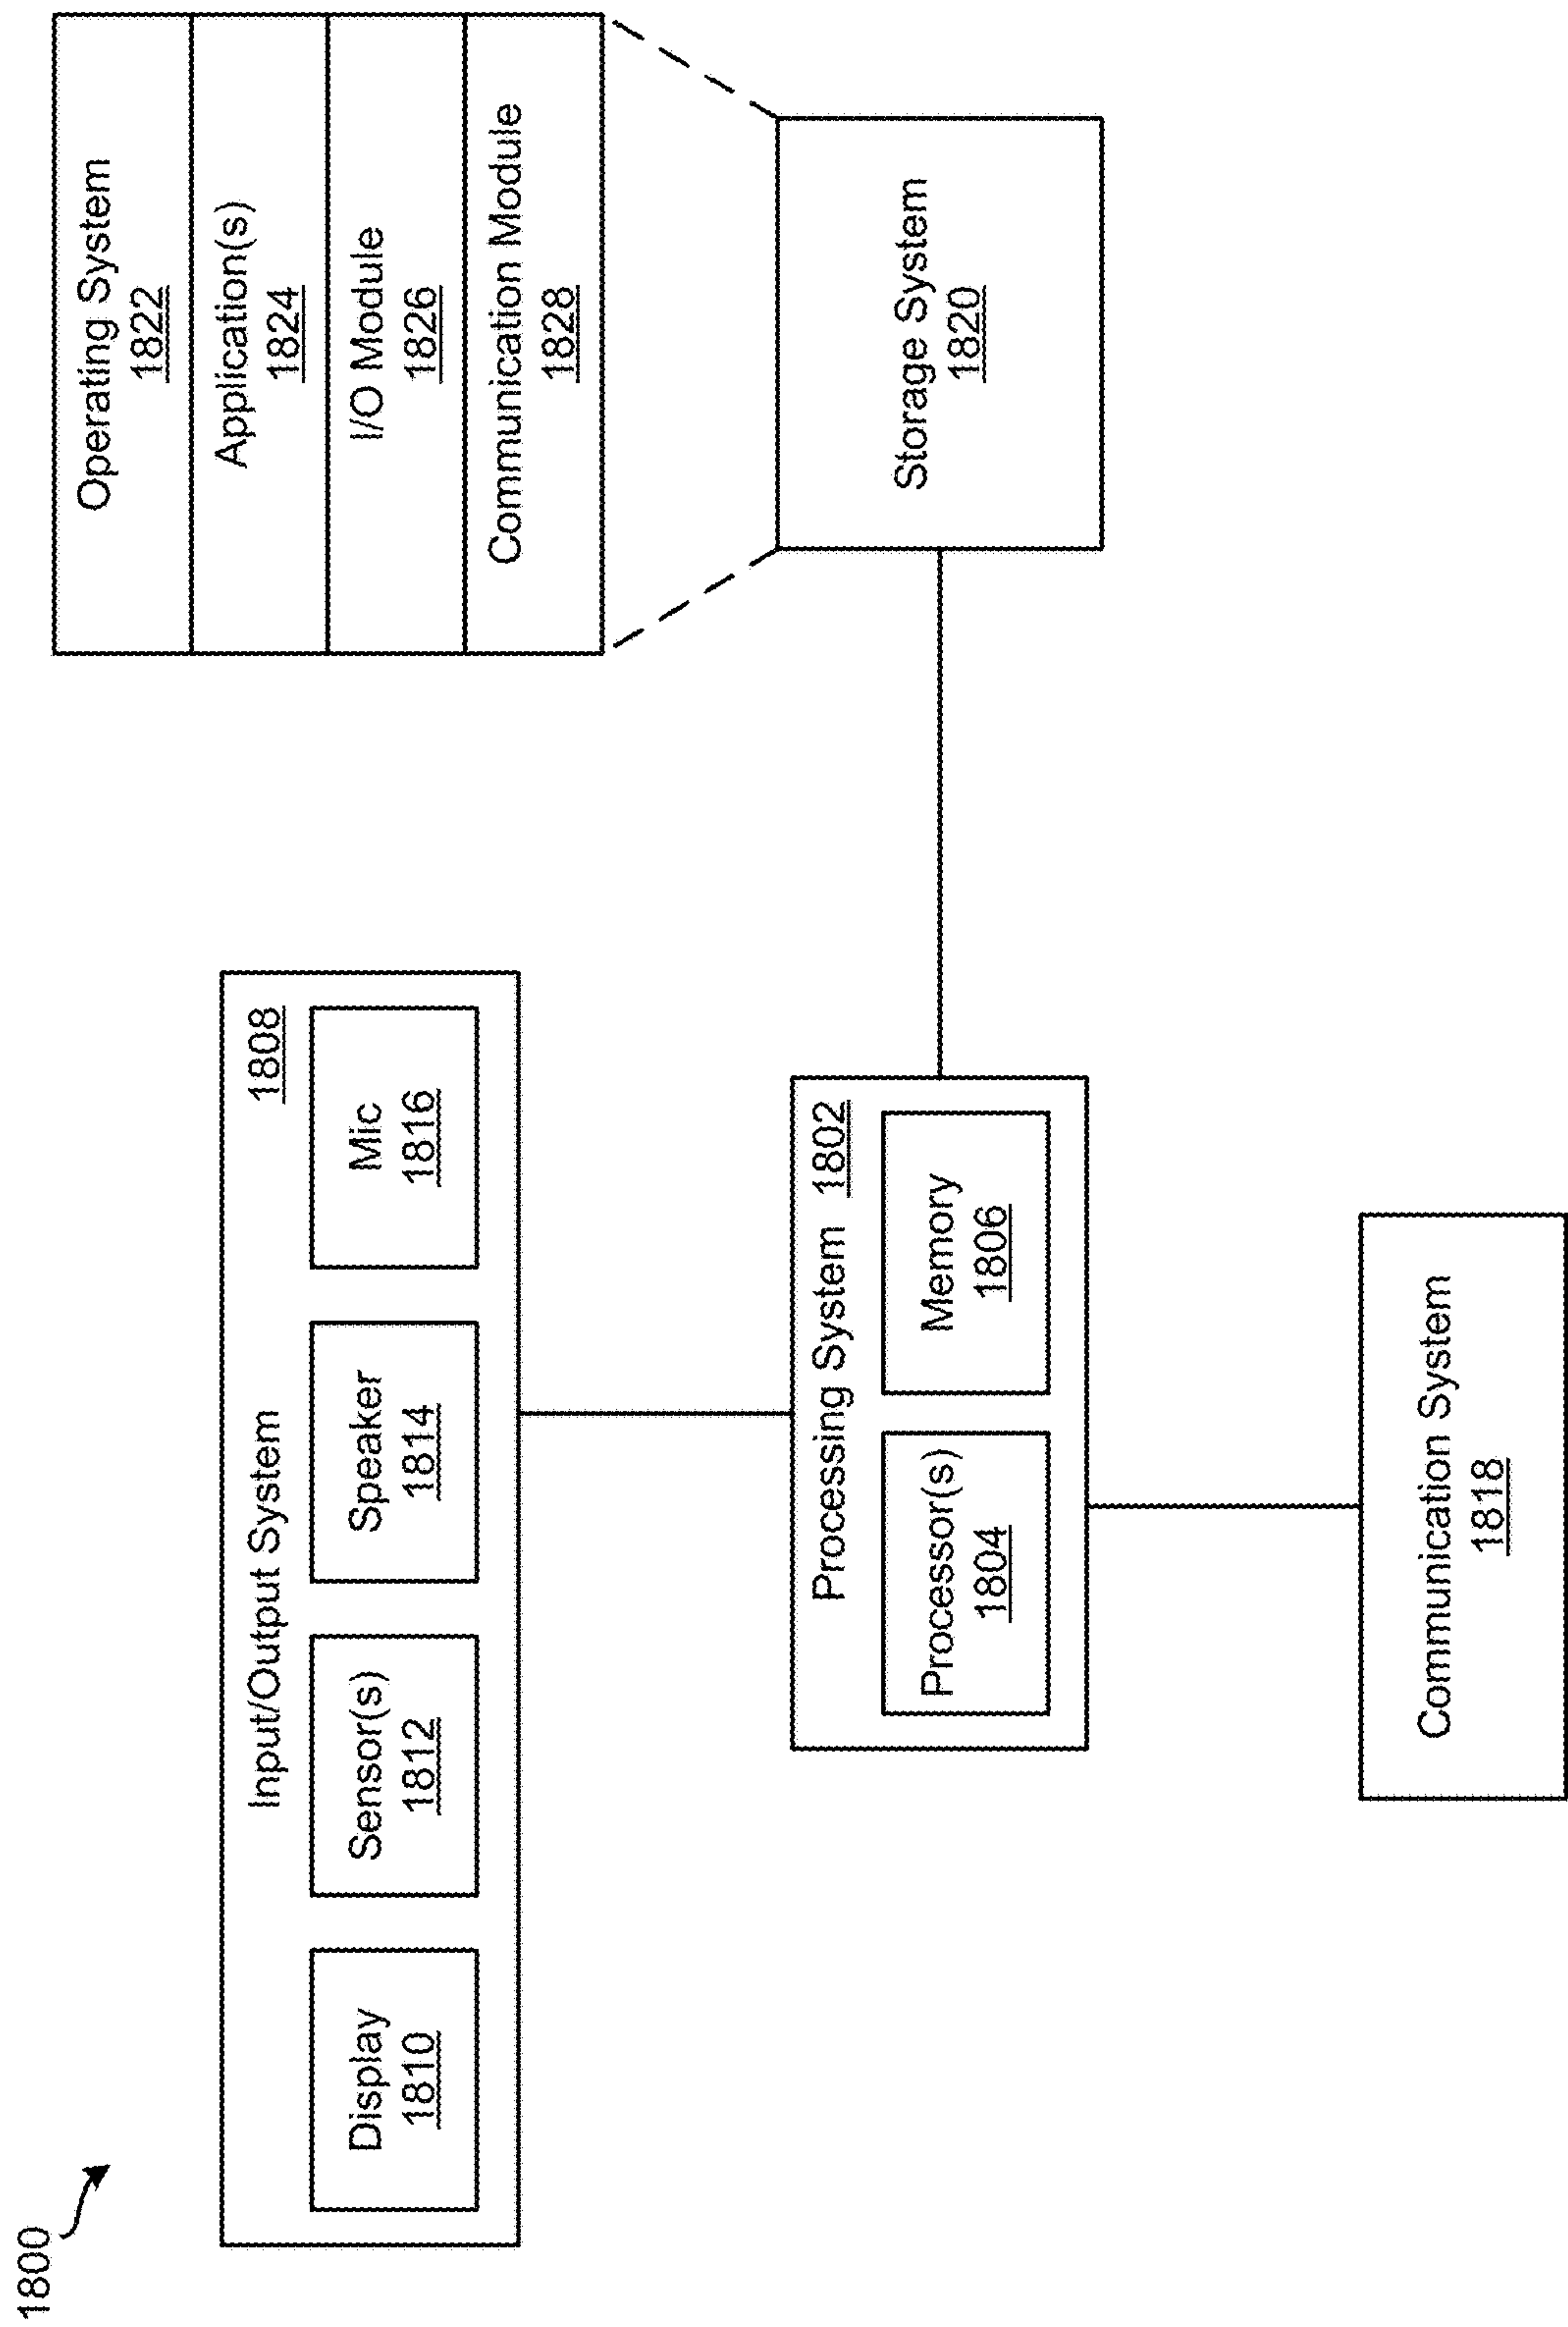 1800
Input/Output System
1808
Display
1810
Sensor(s)
1812
Speaker
1814
Mic
1816
Operating System
1822
Application(s)
1824
I/O Module
1826
Communication Module
1828
Processing System 1802
Processor(s)
1804
Memory
1806
Storage System
1820
Communication System
1818